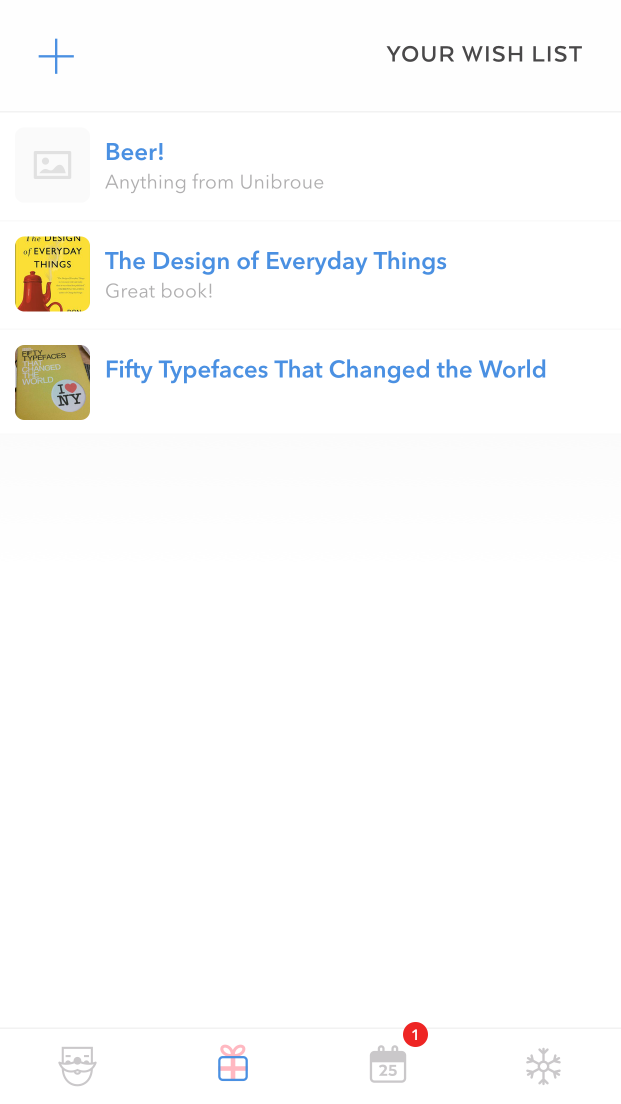 YOUR WISH LIST
Beer!
Anything from Unibroue
The DESIGN
of EVERYDAY
THINGS
The Design of Everyday Things
Great book!
FIFTY
TYPEFACES
THAT
CHANGED
THE
WORLD
I
NY
Fifty Typefaces That Changed the World
1
25